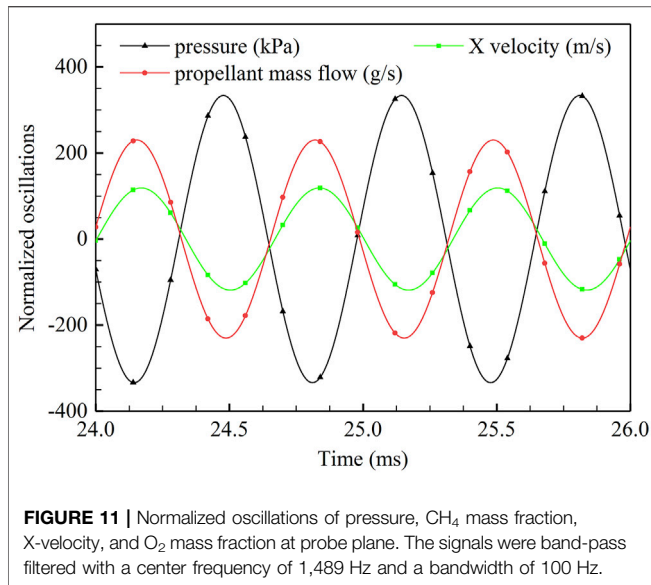 pressure (kPa)
X velocity (m/s)
propellant mass flow (g/s)
400
200
0
-200
-400
Normalized oscillations
24.0
24.5
25.0
25.5
26.0
Time (ms)
FIGURE 11 | Normalized oscillations of pressure, CH₄ mass fraction,
X-velocity, and O₂ mass fraction at probe plane. The signals were band-pass
filtered with a center frequency of 1,489 Hz and a bandwidth of 100 Hz.